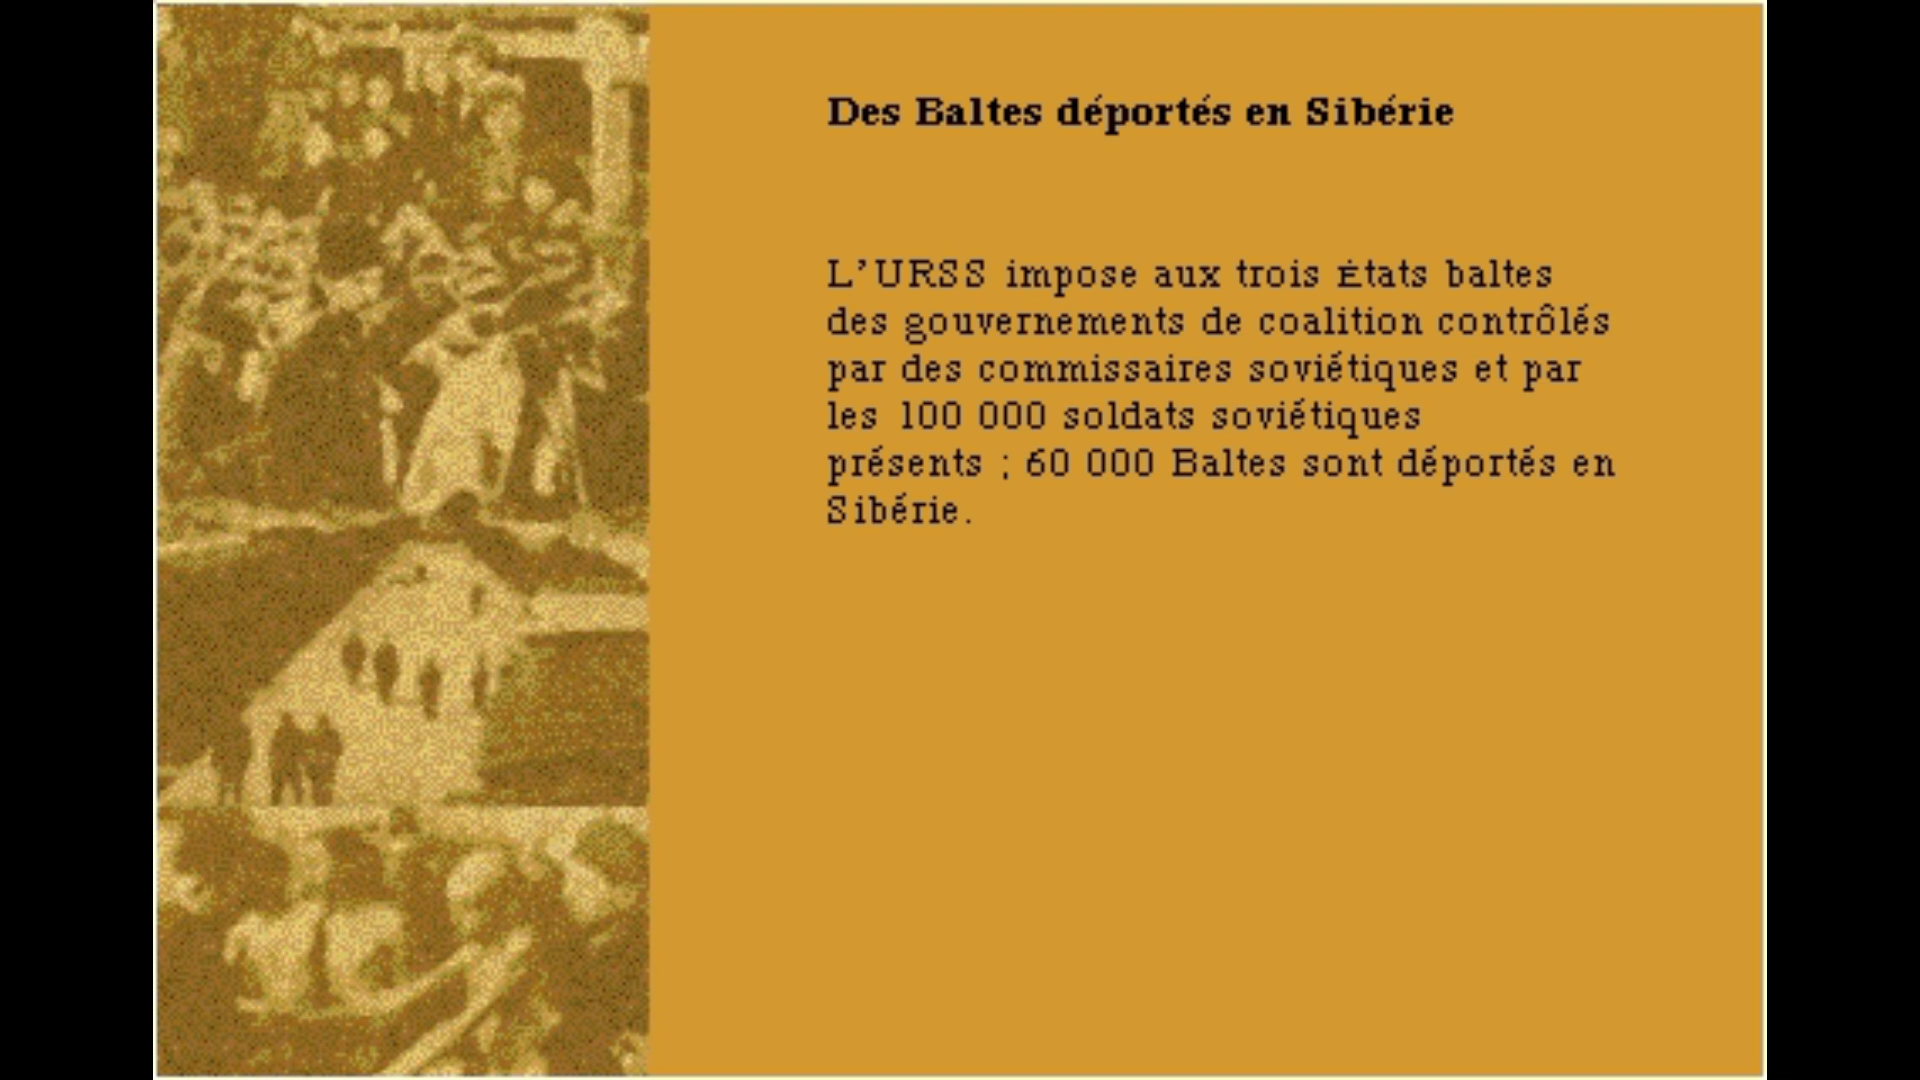 Des Baltes déportés en Sibérie
L’URSS impose aux trois États baltes
des gouvernements de coalition contrôlés
par des commissaires soviétiques et par
les 100 000 soldats soviétiques
présents ; 60 000 Baltes sont déportés en
Sibérie.